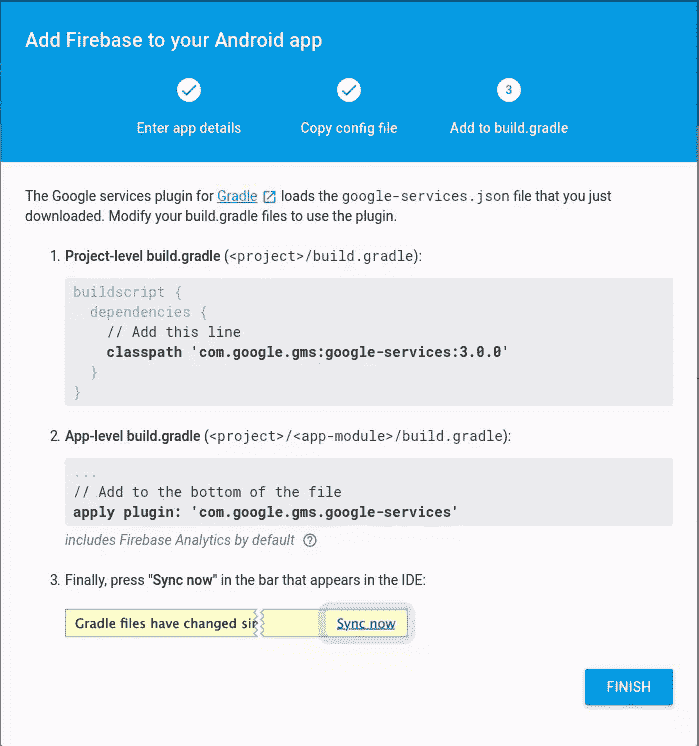 Add Firebase to your Android app
3
Enter app details
Copy config file
Add to build.gradle
The Google services plugin for Gradle loads the google-services.json file that you just
downloaded. Modify your build.gradle files to use the plugin.
1. Project-level build.gradle (<project>/build.gradle):
buildscript {
  dependencies {
    // Add this line
    classpath 'com.google.gms:google-services:3.0.0'
  }
}
2. App-level build.gradle (<project>/<app-module>/build.gradle):
...
// Add to the bottom of the file
apply plugin: 'com.google.gms.google-services'
includes Firebase Analytics by default ?
3. Finally, press "Sync now" in the bar that appears in the IDE:
Gradle files have changed sir Sync now
FINISH